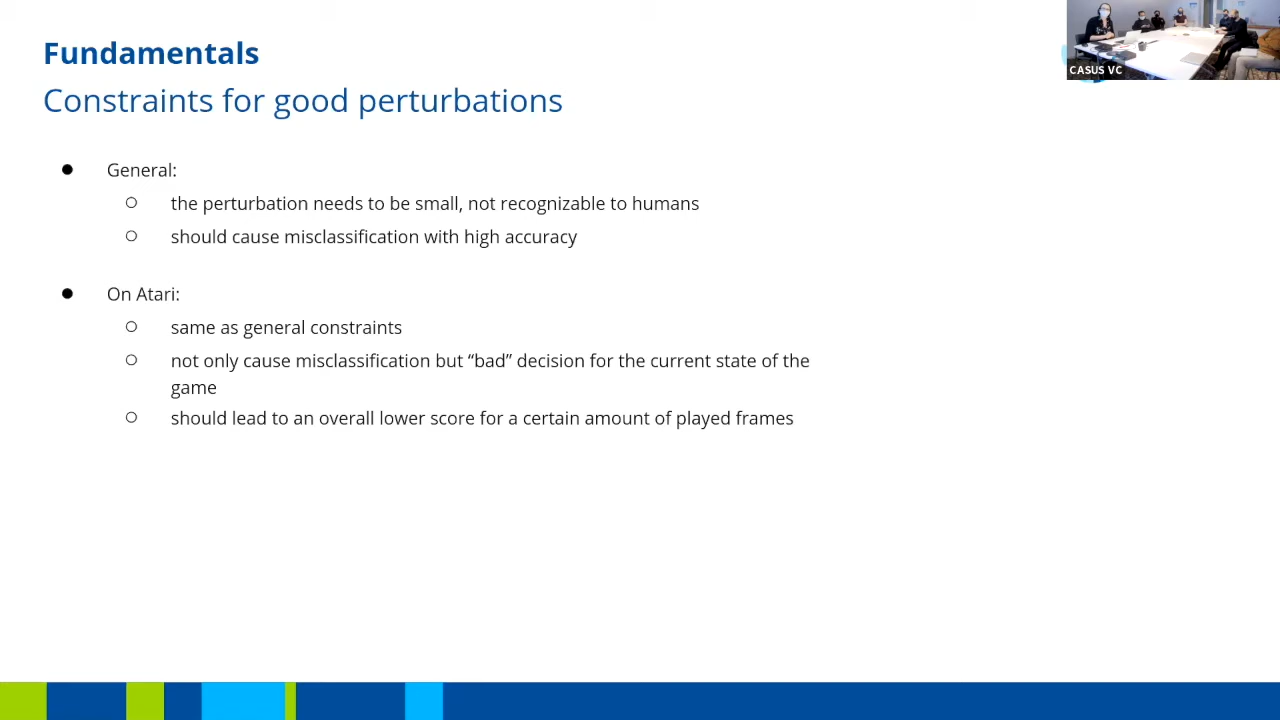 Fundamentals
Constraints for good perturbations
CASUS VC
General:
the perturbation needs to be small, not recognizable to humans
should cause misclassification with high accuracy
On Atari:
same as general constraints
not only cause misclassification but “bad” decision for the current state of the
game
should lead to an overall lower score for a certain amount of played frames